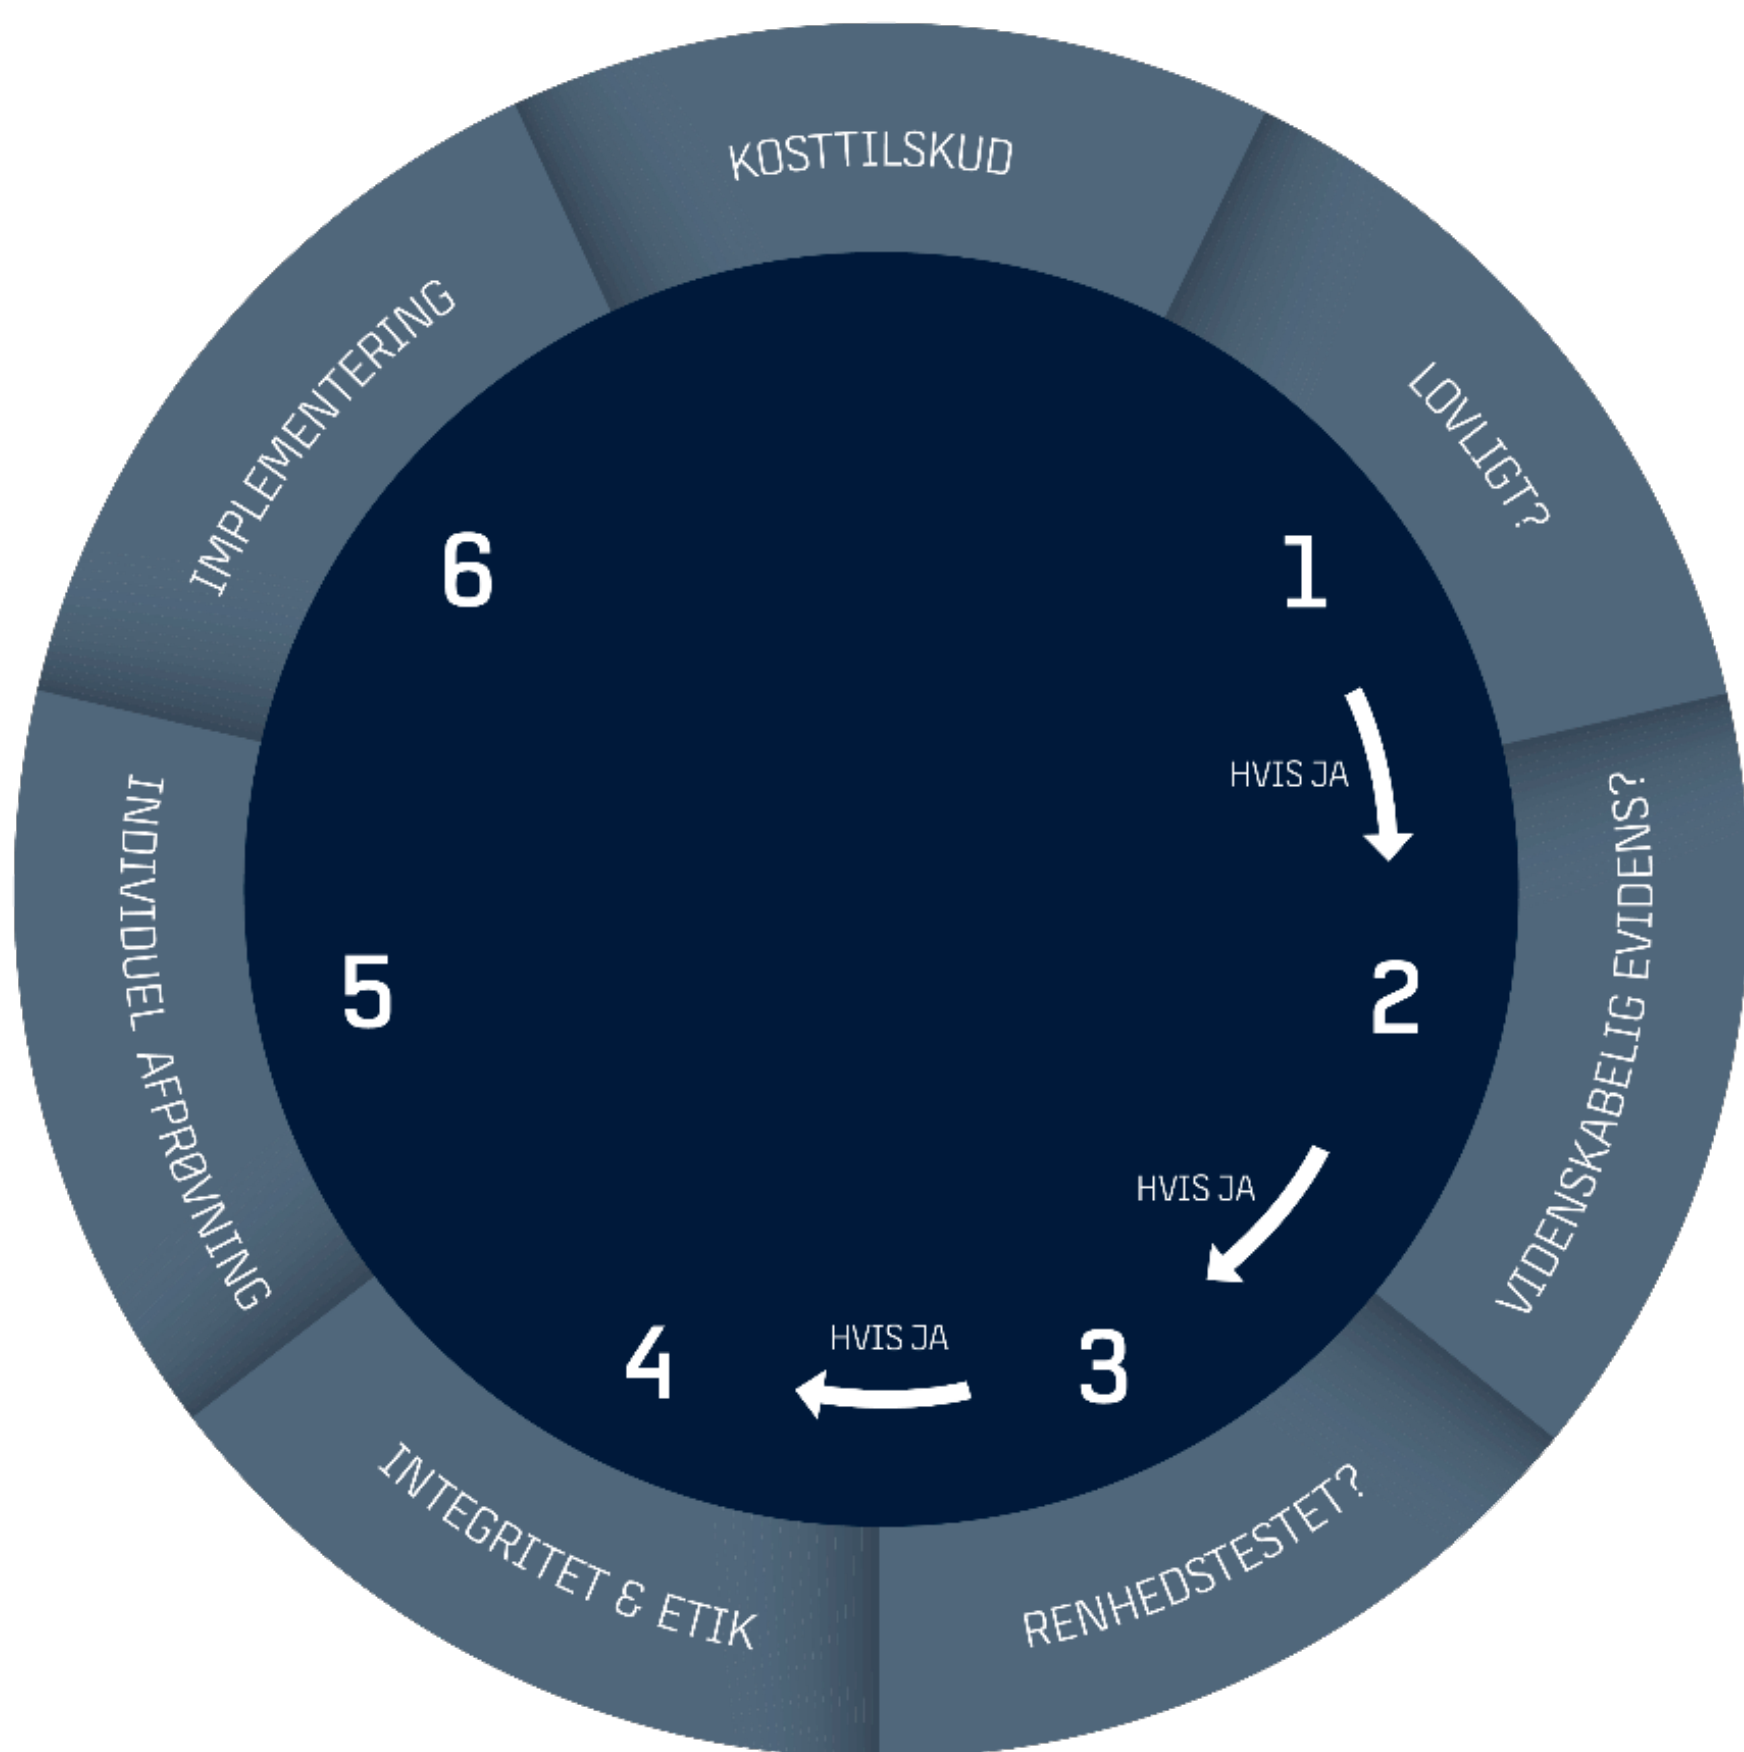 KOSTTILSKUD
LOVLIGT?
VIDENSKABELIG EVIDENS?
RENHEDSTESTET?
INTEGRITET & ETIK
INDIVIDUEL AFPRØVNING
IMPLEMENTERING
1
HVIS JA
2
HVIS JA
3
HVIS JA
4
5
6